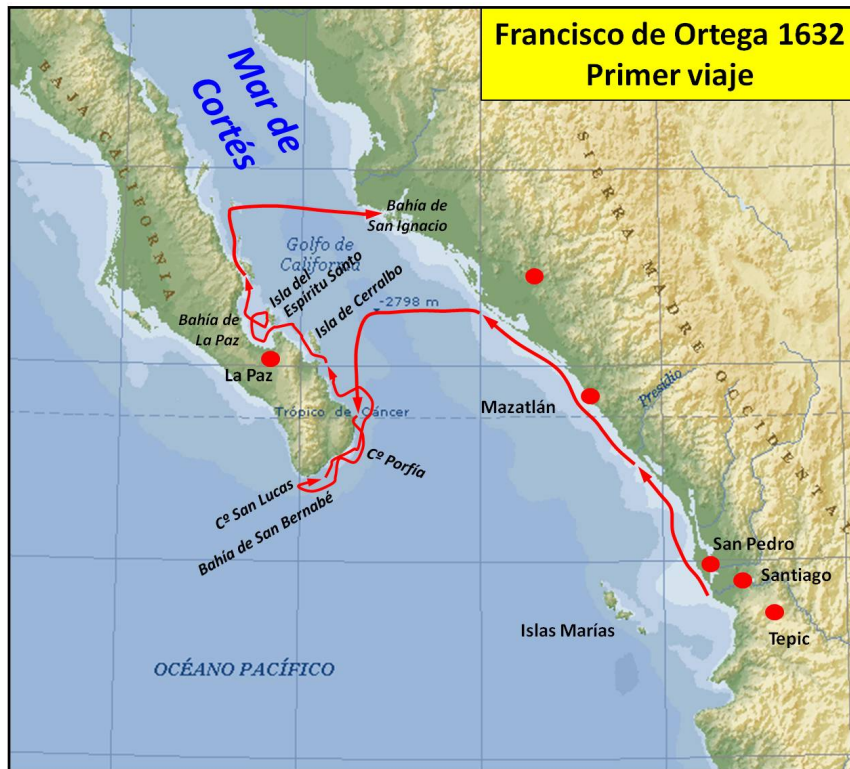 Francisco de Ortega 1632
Primer viaje
Mar de
Cortés
BAJA CALIFORNIA
SIERRA MADRE OCCIDENTAL
Bahía de
San Ignacio
Golfo de
California
Isla del
Espiritu Santo
Isla de Cerralbo
-2798 m
Bahía de
La Paz
La Paz
Presidio
Mazatlán
Trópico de Cáncer
Cº Porfía
Cº San Lucas
Bahía de San Bernabé
San Pedro
Santiago
Islas Marías
Tepic
OCÉANO PACÍFICO